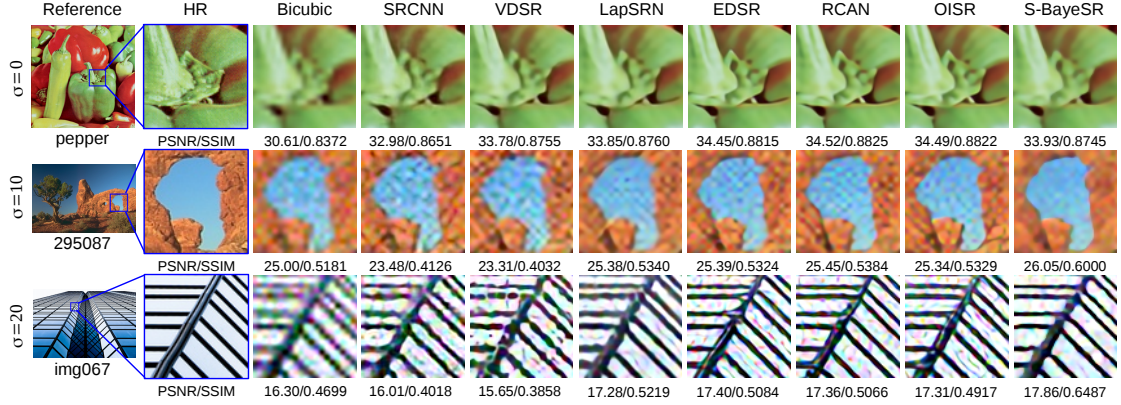 Reference HR Bicubic SRCNN VDSR LapSRN EDSR RCAN OISR S-BayeSR
σ=0
pepper PSNR/SSIM 30.61/0.8372 32.98/0.8651 33.78/0.8755 33.85/0.8760 34.45/0.8815 34.52/0.8825 34.49/0.8822 33.93/0.8745
σ=10
295087 PSNR/SSIM 25.00/0.5181 23.48/0.4126 23.31/0.4032 25.38/0.5340 25.39/0.5324 25.45/0.5384 25.34/0.5329 26.05/0.6000
σ=20
img067 PSNR/SSIM 16.30/0.4699 16.01/0.4018 15.65/0.3858 17.28/0.5219 17.40/0.5084 17.36/0.5066 17.31/0.4917 17.86/0.6487